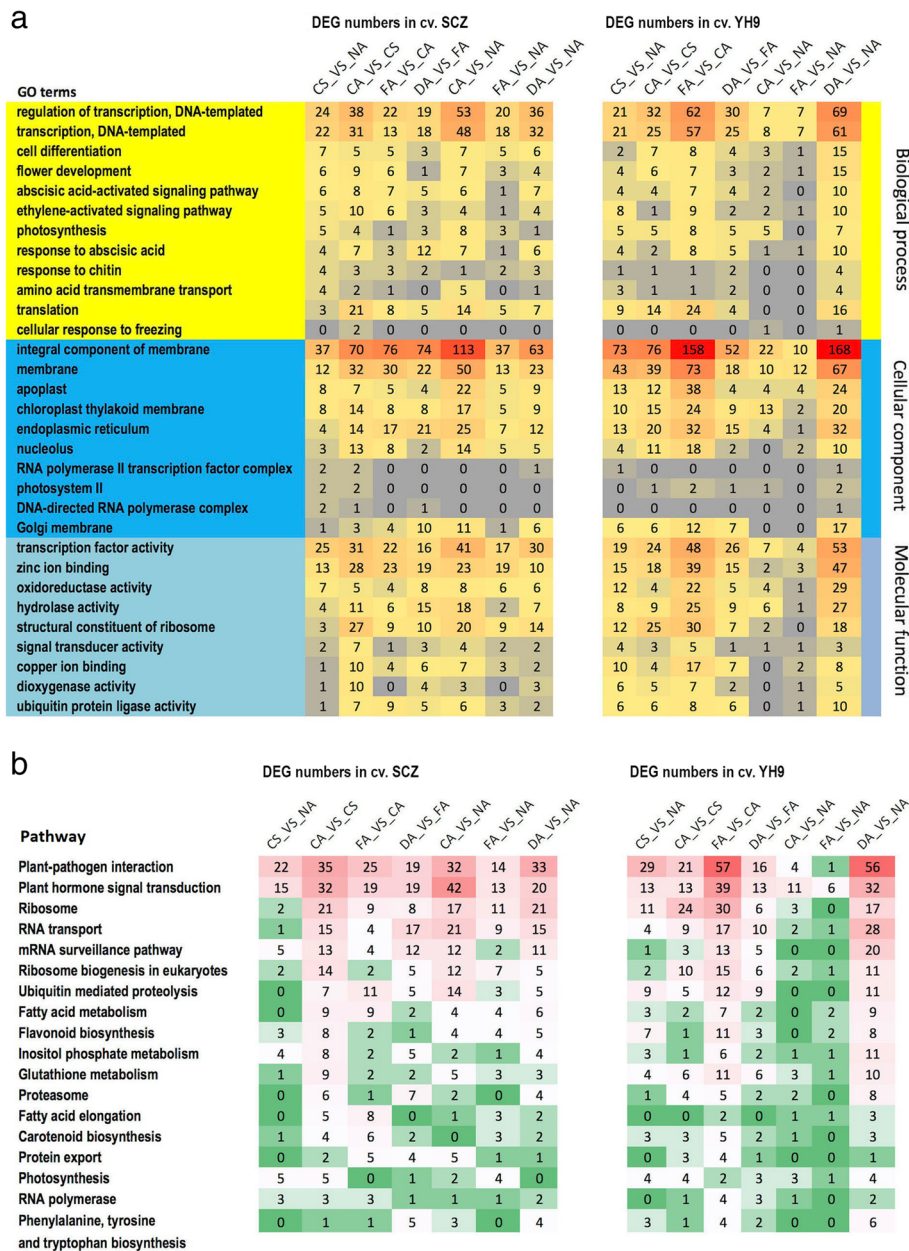 a
DEG numbers in cv. SCZ DEG numbers in cv. YH9
GO terms CS_VS_NA CA_VS_CS FA_VS_CA DA_VS_FA CA_VS_NA FA_VS_NA DA_VS_NA CS_VS_NA CA_VS_CS FA_VS_CA DA_VS_FA CA_VS_NA FA_VS_NA DA_VS_NA
regulation of transcription, DNA-templated 24 38 22 19 53 20 36 21 32 62 30 7 7 69
transcription, DNA-templated 22 31 13 18 48 18 32 21 25 57 25 8 7 61
cell differentiation 7 5 5 3 7 5 6 2 7 8 4 3 1 15
flower development 6 9 6 1 7 3 4 4 6 7 3 2 1 15
abscisic acid-activated signaling pathway 6 8 7 5 6 1 7 4 4 7 4 2 0 10
ethylene-activated signaling pathway 5 10 6 3 4 1 4 8 1 9 2 2 1 10
photosynthesis 5 4 1 3 8 3 1 5 5 8 5 5 0 7
response to abscisic acid 4 7 3 12 7 1 6 4 2 8 5 1 1 10
response to chitin 4 3 3 2 1 2 3 1 1 1 2 0 0 4
amino acid transmembrane transport 4 2 1 0 5 0 1 3 1 1 2 0 0 4
translation 3 21 8 5 14 5 7 9 14 24 4 0 0 16
cellular response to freezing 0 2 0 0 0 0 0 0 0 0 0 1 0 1
Biological process
integral component of membrane 37 70 76 74 113 37 63 73 76 158 52 22 10 168
membrane 12 32 30 22 50 13 23 43 39 73 18 10 12 67
apoplast 8 7 5 4 22 5 9 13 12 38 4 4 4 24
chloroplast thylakoid membrane 8 14 8 8 17 5 9 10 15 24 9 13 2 20
endoplasmic reticulum 4 14 17 21 25 7 12 13 20 32 15 4 1 32
nucleolus 3 13 8 2 14 5 5 4 11 18 2 0 2 10
RNA polymerase II transcription factor complex 2 2 0 0 0 0 1 1 0 0 0 0 0 1
photosystem II 2 2 0 0 0 0 0 0 1 2 1 1 0 2
DNA-directed RNA polymerase complex 2 1 0 1 0 0 0 0 0 0 0 0 0 1
Golgi membrane 1 3 4 10 11 1 6 6 6 12 7 0 0 17
Cellular component
transcription factor activity 25 31 22 16 41 17 30 19 24 48 26 7 4 53
zinc ion binding 13 28 23 19 23 19 10 15 18 39 15 2 3 47
oxidoreductase activity 7 5 4 8 8 6 6 12 4 22 5 4 1 29
hydrolase activity 4 11 6 15 18 2 7 8 9 25 9 6 1 27
structural constituent of ribosome 3 27 9 10 20 9 14 12 25 30 7 2 0 18
signal transducer activity 2 7 1 3 4 2 2 4 3 5 1 1 1 3
copper ion binding 1 10 4 6 7 3 2 10 4 17 7 0 2 8
dioxygenase activity 1 10 0 4 3 0 3 6 5 7 2 0 1 5
ubiquitin protein ligase activity 1 7 9 5 6 3 2 6 6 8 6 0 1 10
Molecular function
b
DEG numbers in cv. SCZ DEG numbers in cv. YH9
Pathway CS_VS_NA CA_VS_CS FA_VS_CA DA_VS_FA CA_VS_NA FA_VS_NA DA_VS_NA CS_VS_NA CA_VS_CS FA_VS_CA DA_VS_FA CA_VS_NA FA_VS_NA DA_VS_NA
Plant-pathogen interaction 22 35 25 19 32 14 33 29 21 57 16 4 1 56
Plant hormone signal transduction 15 32 19 19 42 13 20 13 13 39 13 11 6 32
Ribosome 2 21 9 8 17 11 21 11 24 30 6 3 0 17
RNA transport 1 15 4 17 21 9 15 4 9 17 10 2 1 28
mRNA surveillance pathway 5 13 4 12 12 2 11 1 3 13 5 0 0 20
Ribosome biogenesis in eukaryotes 2 14 2 5 12 7 5 2 10 15 6 2 1 11
Ubiquitin mediated proteolysis 0 7 11 5 14 3 5 9 5 12 9 0 0 11
Fatty acid metabolism 0 9 9 2 4 4 6 3 2 7 2 2 0 9
Flavonoid biosynthesis 3 8 2 1 4 4 5 7 1 11 3 0 2 8
Inositol phosphate metabolism 4 8 2 5 2 1 4 3 1 6 2 1 1 11
Glutathione metabolism 1 9 2 2 5 3 3 4 6 11 6 3 1 10
Proteasome 0 6 1 7 2 0 4 1 4 5 2 2 0 8
Fatty acid elongation 0 5 8 0 1 3 2 0 0 2 0 1 1 3
Carotenoid biosynthesis 1 4 6 2 0 3 2 3 3 5 2 1 0 3
Protein export 0 2 5 4 5 1 1 0 3 4 1 0 0 1
Photosynthesis 5 5 0 1 2 4 0 4 4 2 3 3 1 4
RNA polymerase 3 3 3 1 1 1 2 0 1 4 3 1 0 2
Phenylalanine, tyrosine 0 1 1 5 3 0 4 3 1 4 2 0 0 6
and tryptophan biosynthesis